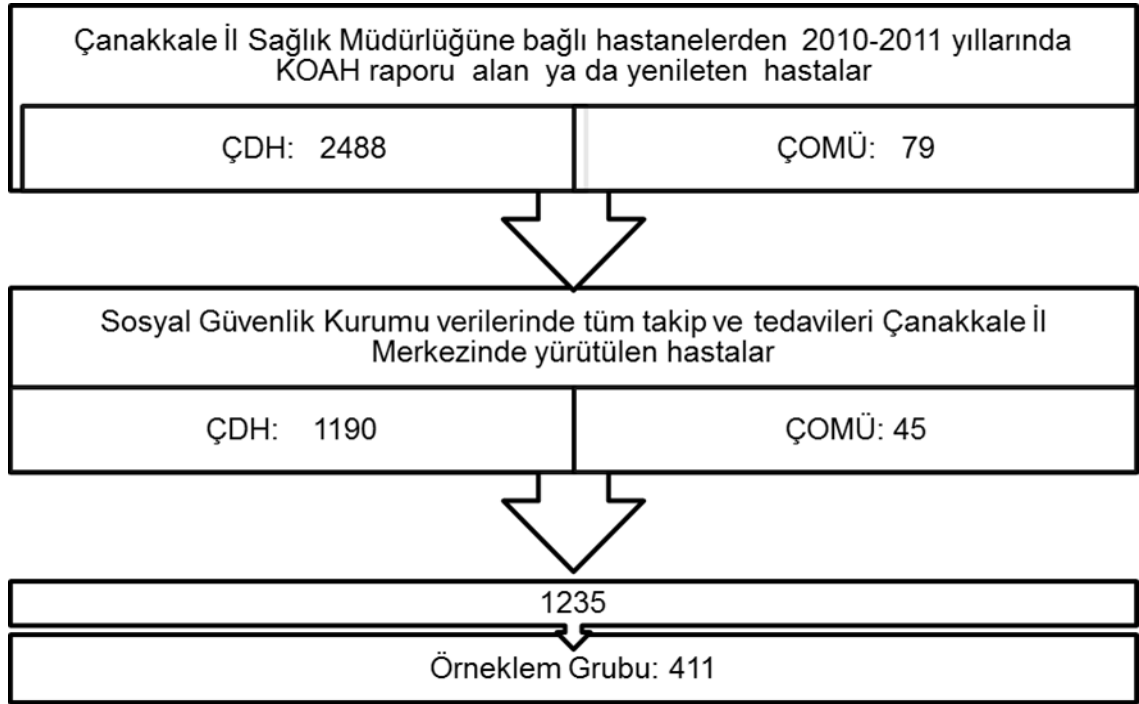 Çanakkale İl Sağlık Müdürlüğüne bağlı hastanelerden 2010-2011 yıllarında
KOAH raporu alan ya da yenileten hastalar
ÇDH: 2488
ÇOMÜ: 79
Sosyal Güvenlik Kurumu verilerinde tüm takip ve tedavileri Çanakkale İl
Merkezinde yürütülen hastalar
ÇDH: 1190
ÇOMÜ: 45
1235
Örneklem Grubu: 411